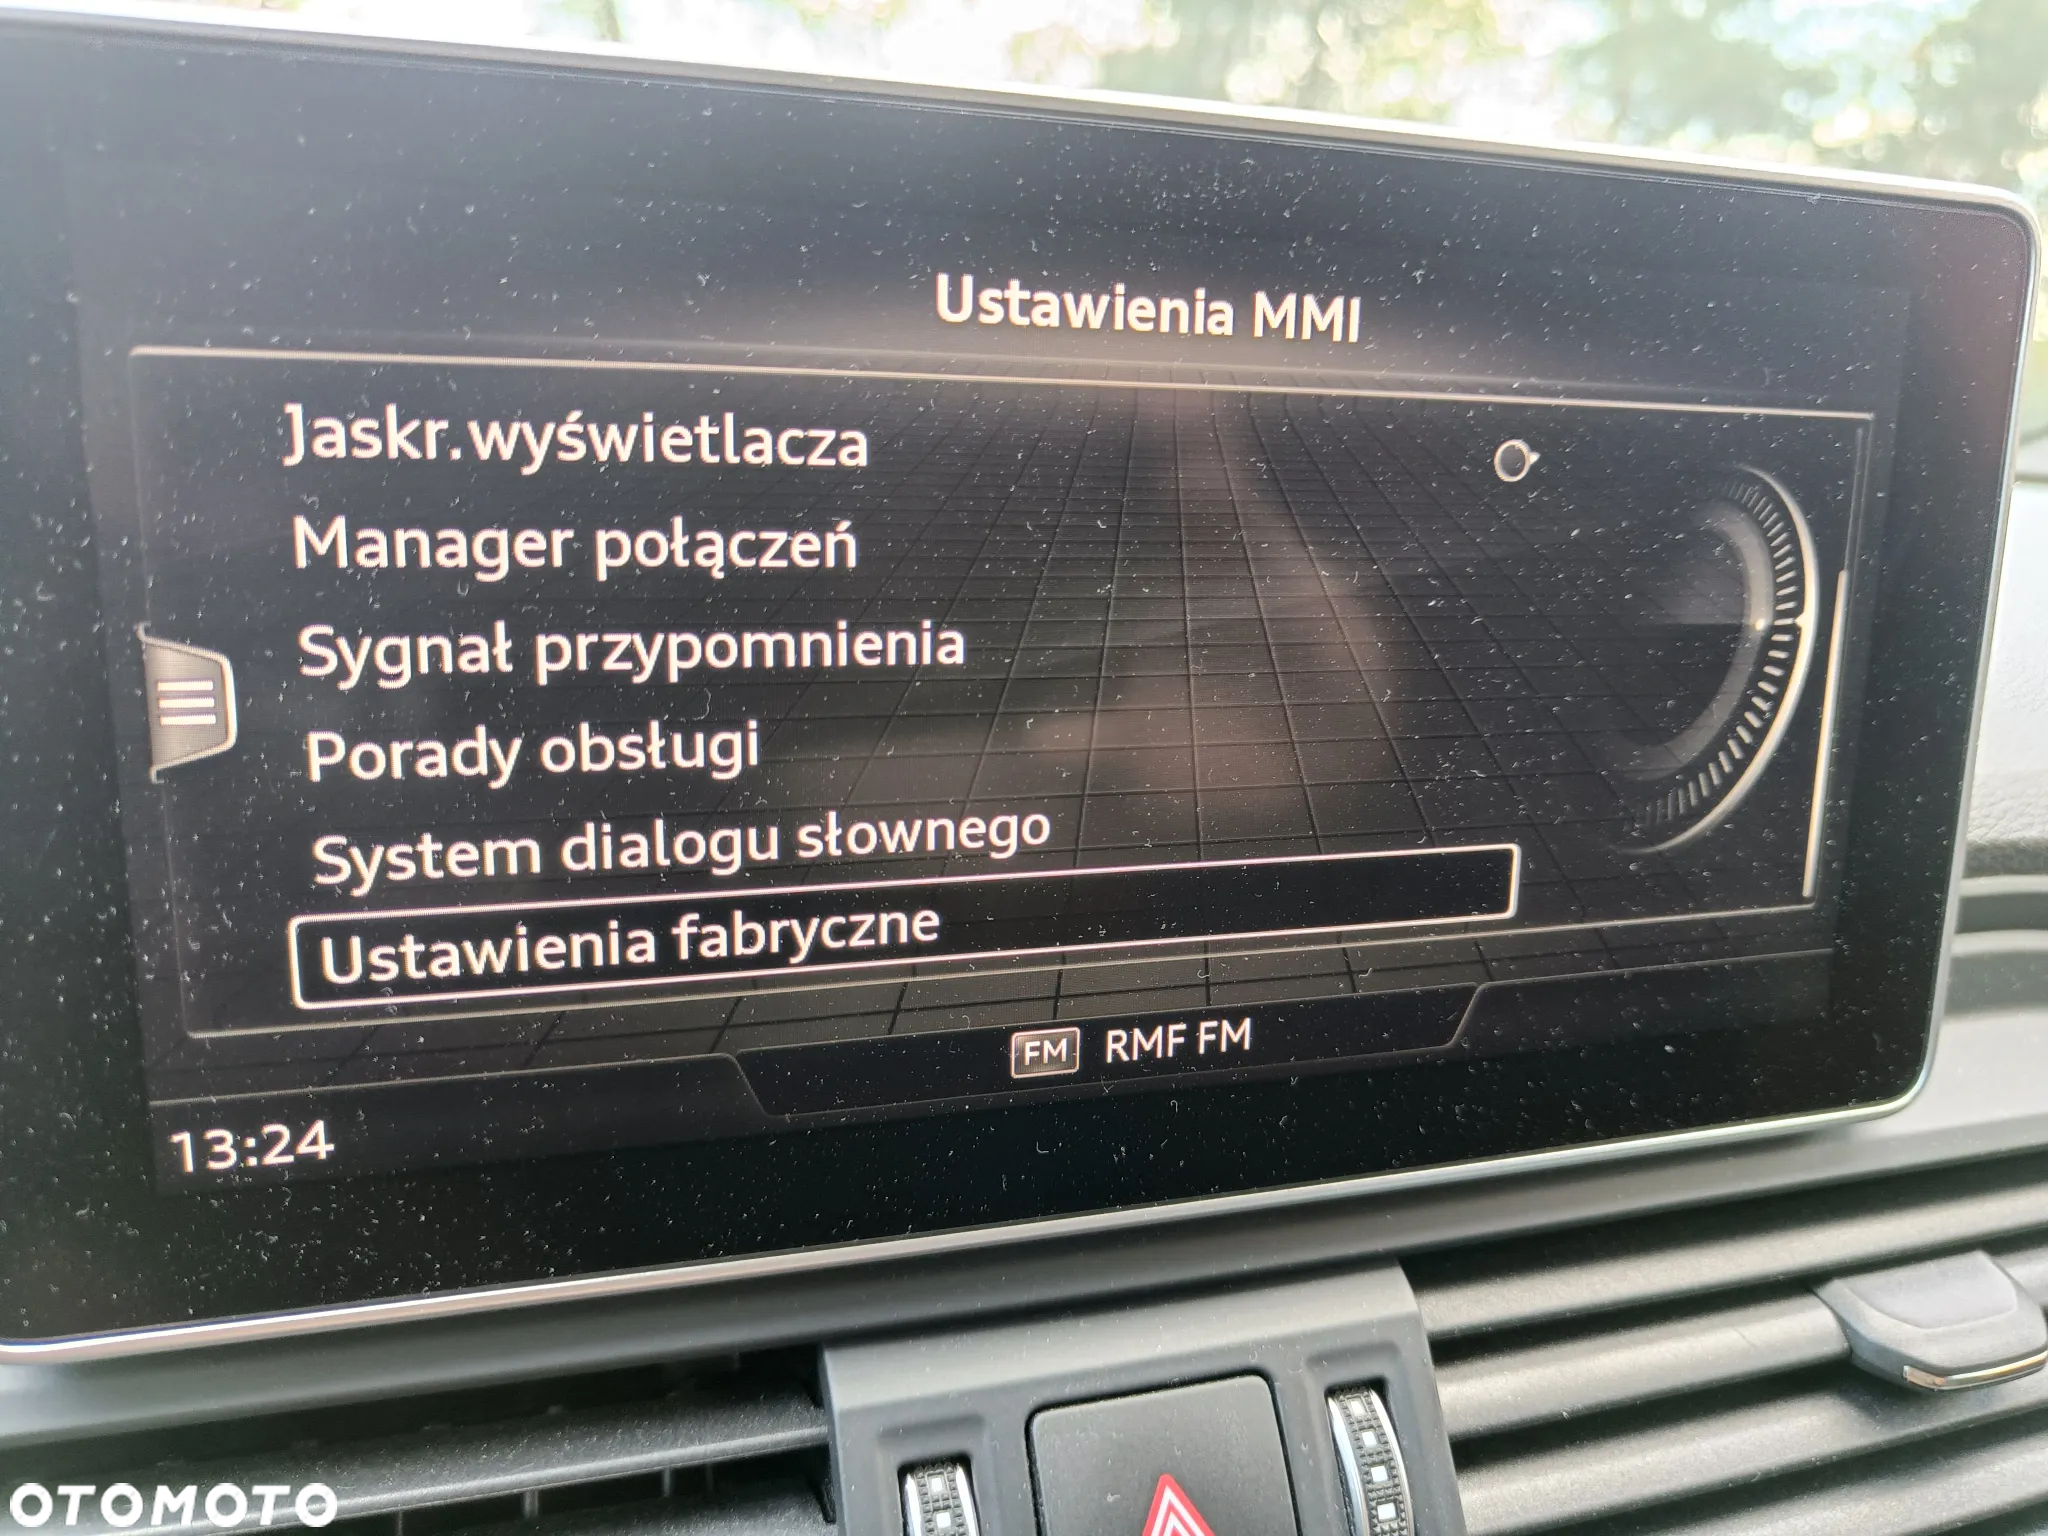 Ustawienia MMI
Jaskr.wyświetlacza
Manager połączeń
Sygnał przypomnienia
Porady obsługi
System dialogu słownego
Ustawienia fabryczne
FM RMF FM
13:24
OTOMOTO